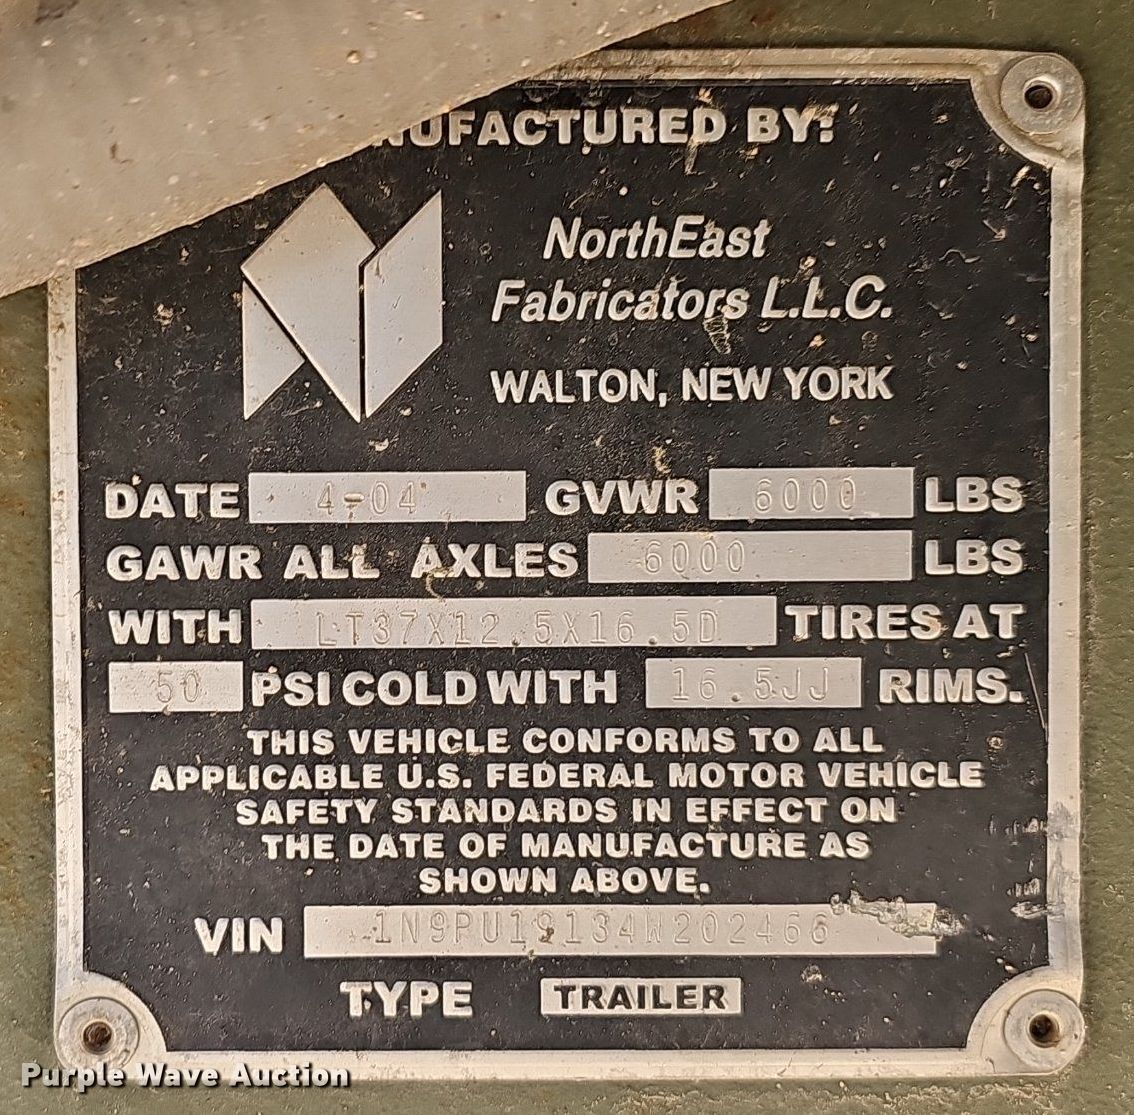 NUFACTURED BY:
NorthEast
Fabricators L.L.C.
WALTON, NEW YORK
DATE 4-04 GVWR 6000 LBS
GAWR ALL AXLES 6000 LBS
WITH LT37X12.5X16.5D TIRES AT
50 PSI COLD WITH 16.5JJ RIMS.
THIS VEHICLE CONFORMS TO ALL
APPLICABLE U.S. FEDERAL MOTOR VEHICLE
SAFETY STANDARDS IN EFFECT ON
THE DATE OF MANUFACTURE AS
SHOWN ABOVE.
VIN 1N9PU19134W202466
TYPE TRAILER
Purple Wave Auction